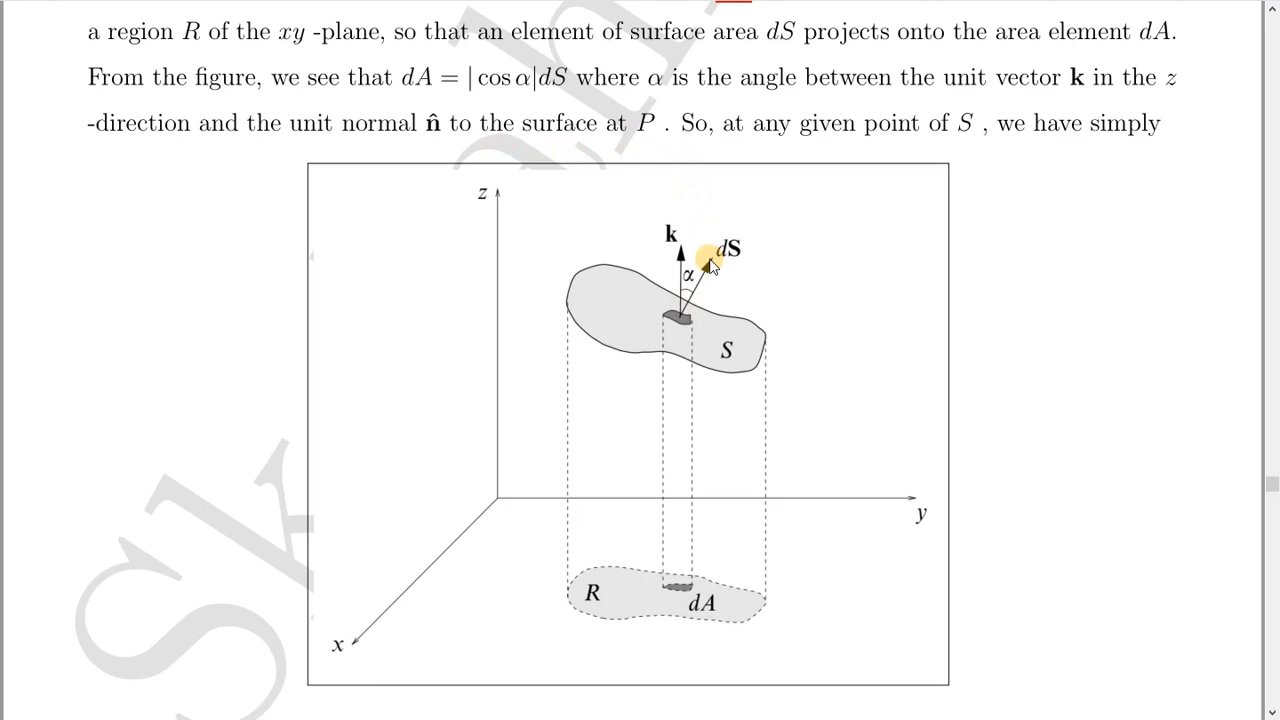 a region R of the xy -plane, so that an element of surface area dS projects onto the area element dA.
From the figure, we see that dA = | cos α|dS where α is the angle between the unit vector k in the z
-direction and the unit normal n̂ to the surface at P . So, at any given point of S , we have simply
z
k
dS
α
S
y
R
dA
x